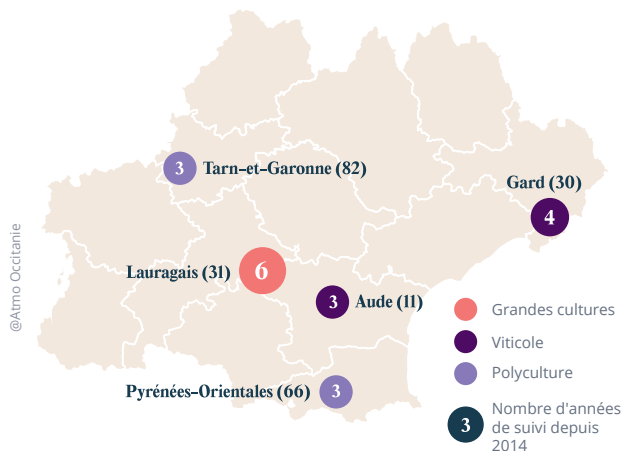 3 Tarn-et-Garonne (82)
Gard (30)
4
Lauragais (31) 6
3 Aude (11)
Pyrénées-Orientales (66) 3
@Atmo Occitanie
Grandes cultures
Viticole
Polyculture
3 Nombre d'années
de suivi depuis
2014